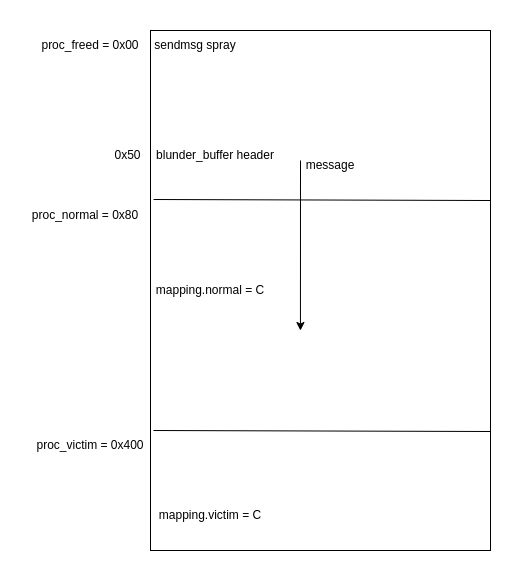 proc_freed = 0x00
sendmsg spray
0x50
blunder_buffer header
message
proc_normal = 0x80
mapping.normal = C
proc_victim = 0x400
mapping.victim = C